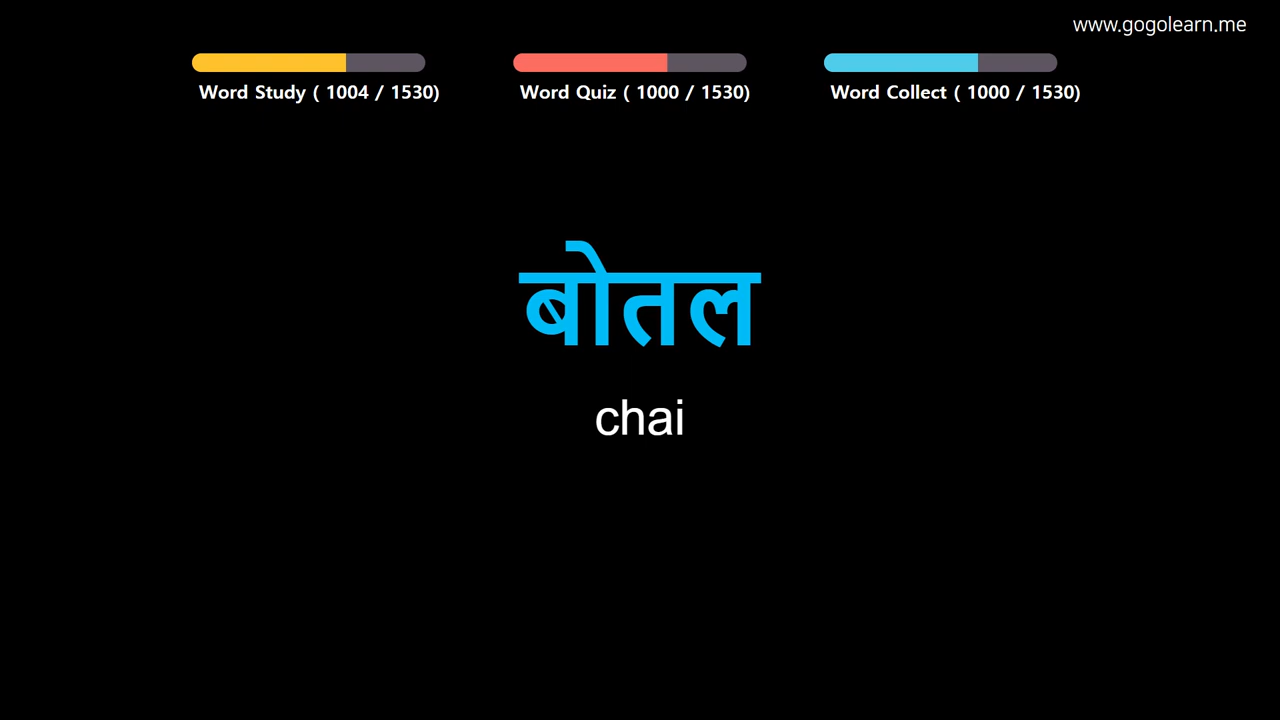 www.gogolearn.me
Word Study ( 1004 / 1530)
Word Quiz ( 1000 / 1530)
Word Collect ( 1000 / 1530)
बोतल
chai